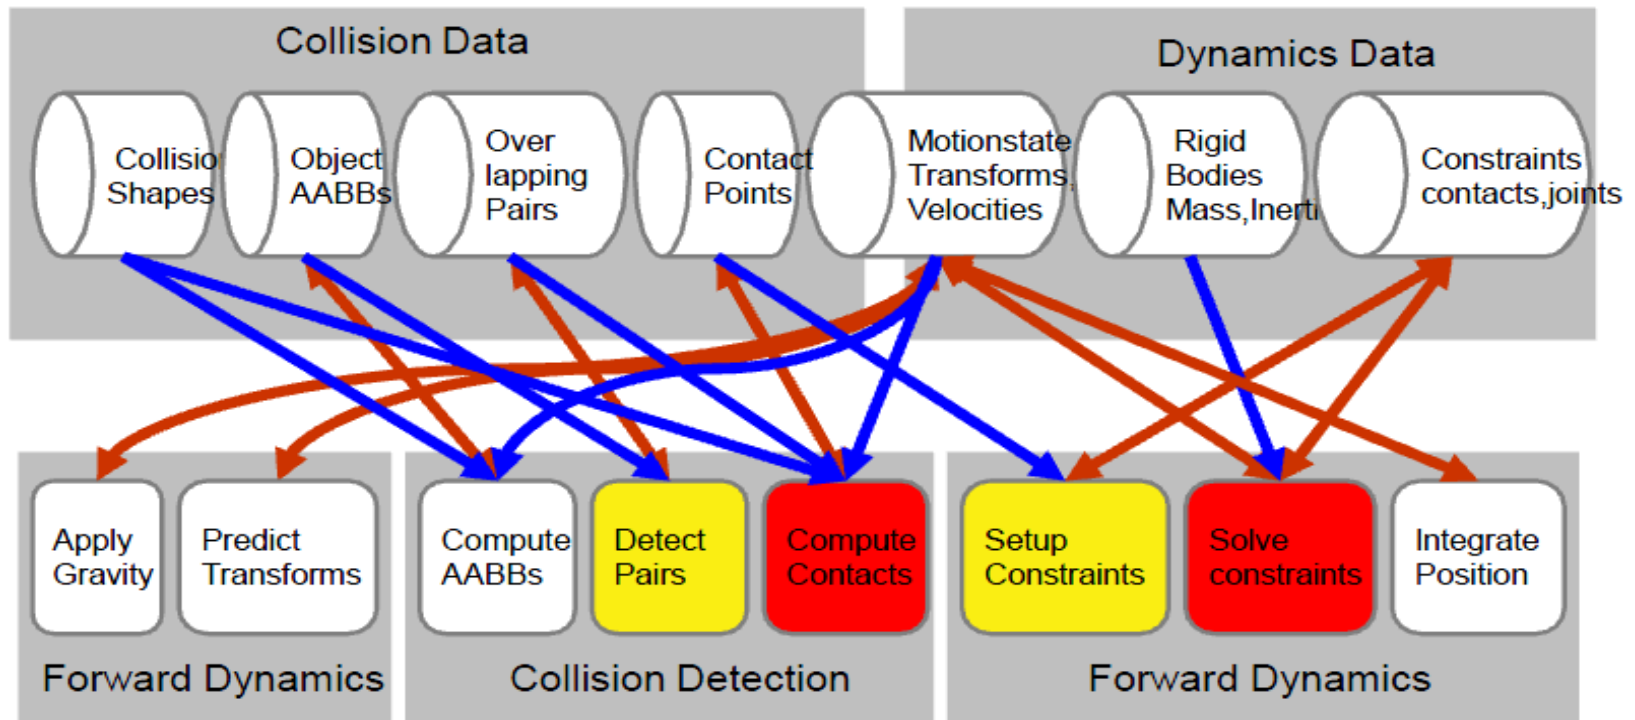 Collision Data
Dynamics Data
Collision
Shapes
Object
AABBs
Over
lapping
Pairs
Contact
Points
Motionstate
Transforms,
Velocities
Rigid
Bodies
Mass,Inerti
Constraints
contacts,joints
Apply
Gravity
Predict
Transforms
Compute
AABBs
Detect
Pairs
Compute
Contacts
Setup
Constraints
Solve
constraints
Integrate
Position
Forward Dynamics
Collision Detection
Forward Dynamics